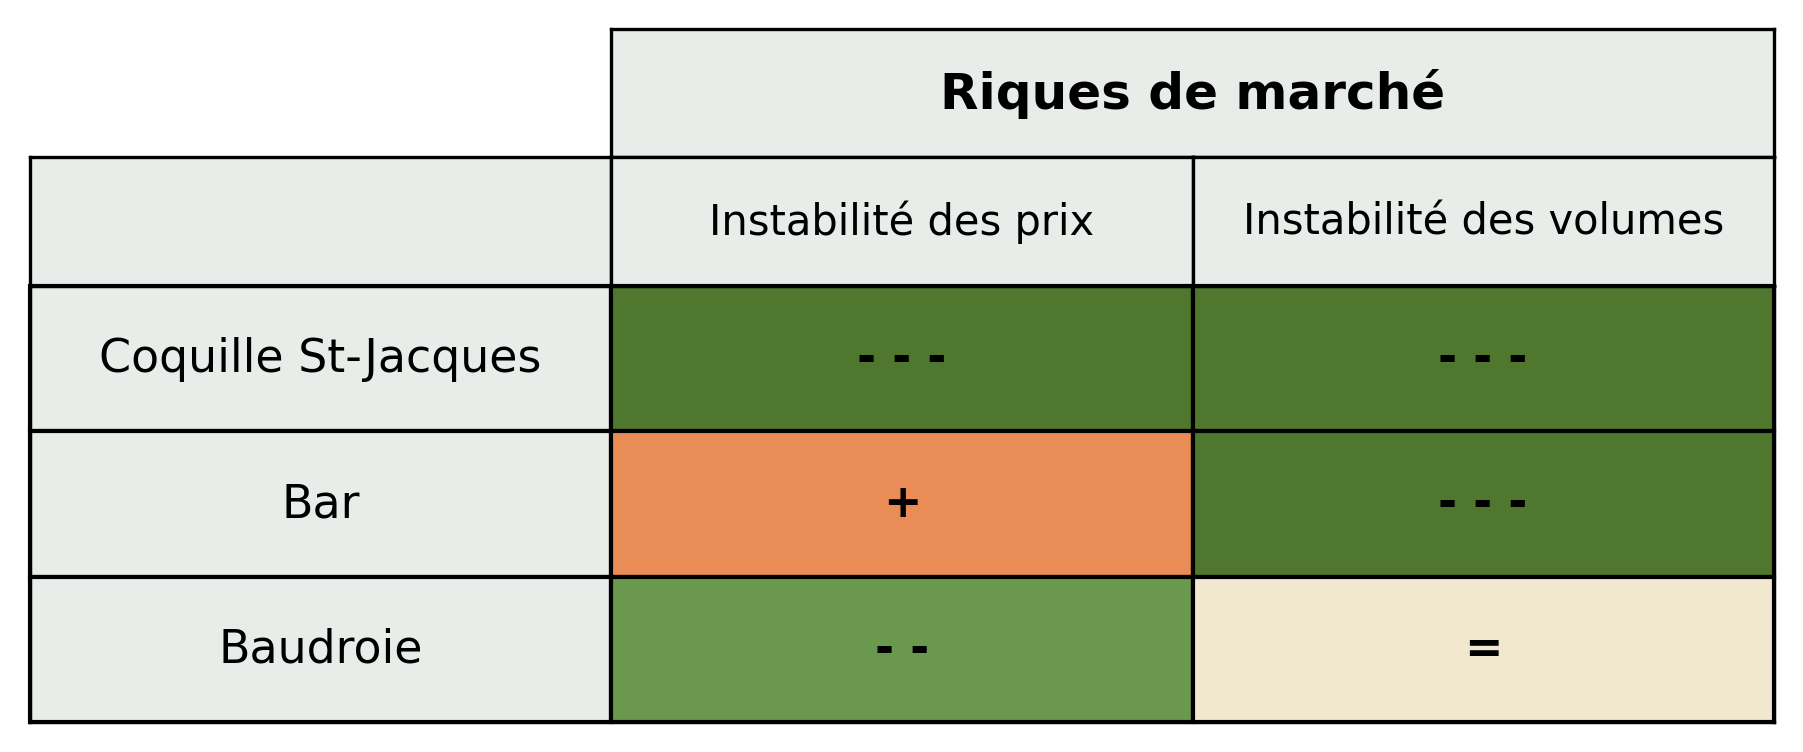 Riques de marché
Instabilité des prix Instabilité des volumes
Coquille St-Jacques - - - - - -
Bar + - - -
Baudroie - - =